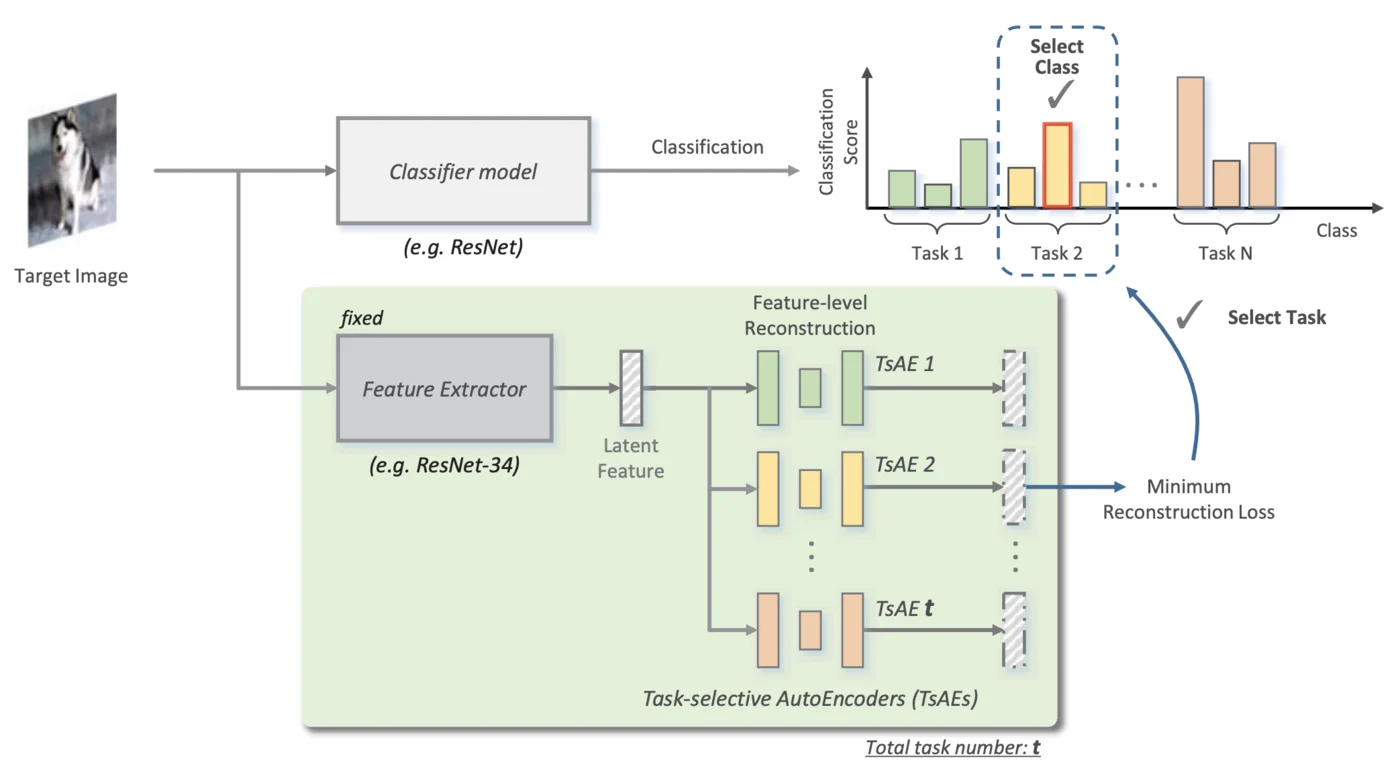 Target Image
Classifier model
(e.g. ResNet)
Classification
Classification
Score
Select
Class
Task 1
Task 2
Task N
Class
fixed
Feature Extractor
(e.g. ResNet-34)
Latent
Feature
Feature-level
Reconstruction
TsAE 1
TsAE 2
TsAE t
Task-selective AutoEncoders (TsAEs)
Select Task
Minimum
Reconstruction Loss
Total task number: t